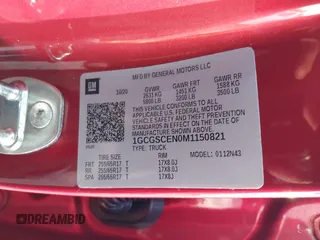 MFD BY GENERAL MOTORS LLC
GM
GVWR GAWR FRT GAWR RR
2631 KG 1451 KG 1588 KG
5800 LB 3200 LB 3500 LB
THIS VEHICLE CONFORMS TO ALL APPLICABLE U.S. FEDERAL MOTOR VEHICLE SAFETY AND THEFT PREVENTION STANDARDS IN EFFECT ON THE DATE OF MANUFACTURE SHOWN ABOVE.
1GCGSCEN0M1150821
TYPE: TRUCK
TIRE SIZE RIM MODEL: 0112N43
FRT 255/65R17 T 17X8.0J
RR 255/65R17 T 17X8.0J
SPA 255/65R17 T 17X8.0J
DREAMBID